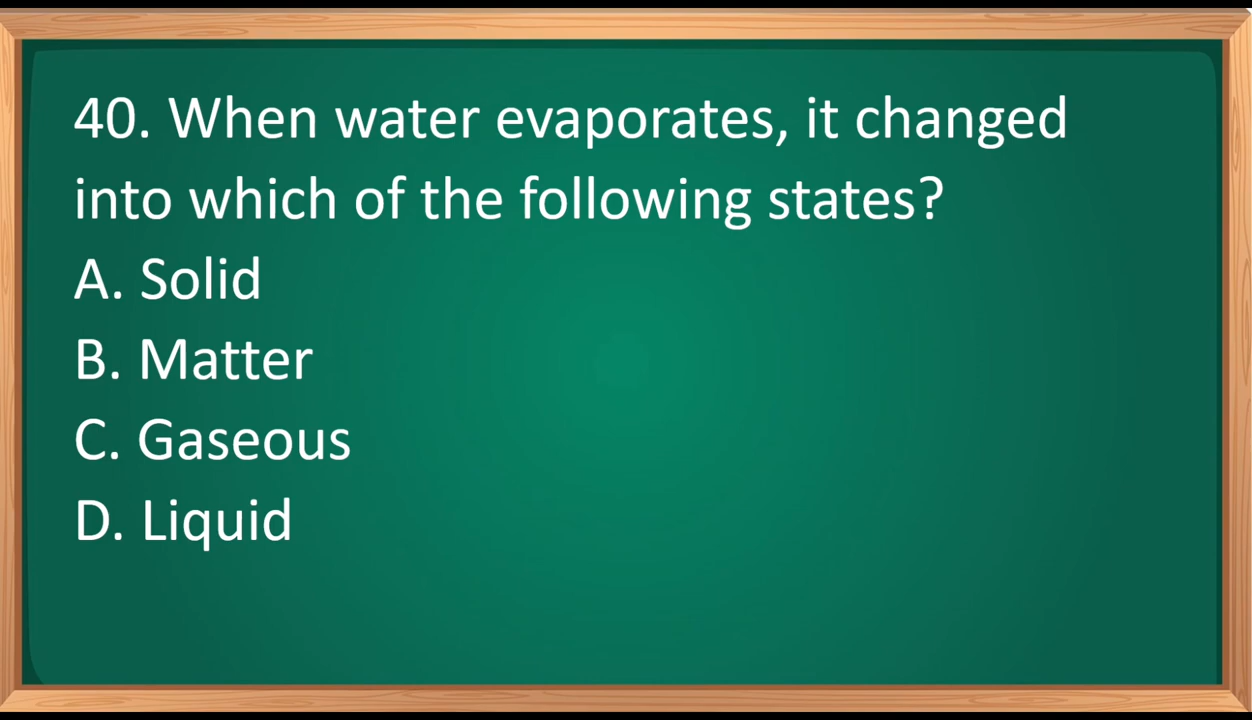 40. When water evaporates, it changed
into which of the following states?
A. Solid
B. Matter
C. Gaseous
D. Liquid